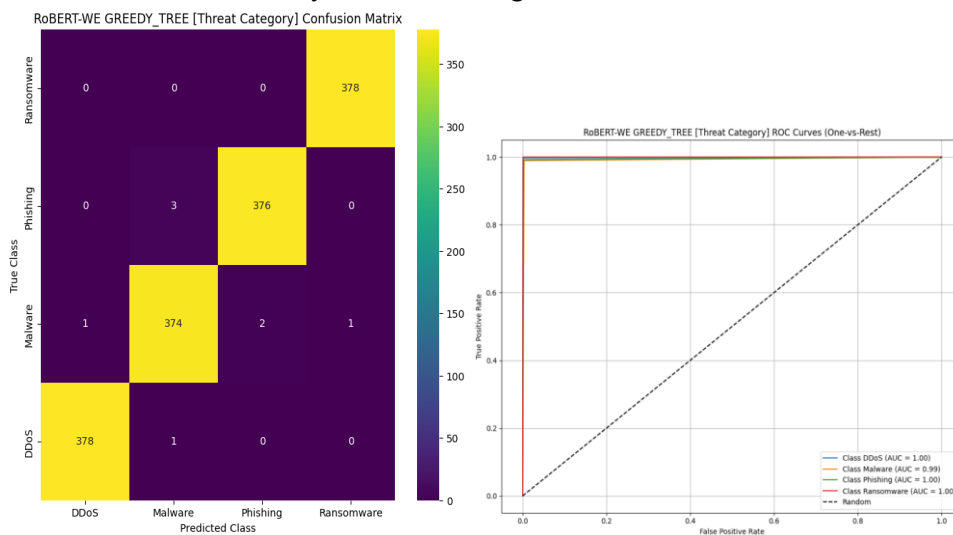 RoBERT-WE GREEDY_TREE [Threat Category] Confusion Matrix
Ransomware
0 0 0 378
Phishing
0 3 376 0
Malware
1 374 2 1
DDoS
378 1 0 0
True Class
DDoS Malware Phishing Ransomware
Predicted Class
350
300
250
200
150
100
50
0
RoBERT-WE GREEDY_TREE [Threat Category] ROC Curves (One-vs-Rest)
True Positive Rate
1.0
0.8
0.6
0.4
0.2
0.0
Class DDoS (AUC = 1.00)
Class Malware (AUC = 0.99)
Class Phishing (AUC = 1.00)
Class Ransomware (AUC = 1.00)
Random
0.0 0.2 0.4 0.6 0.8 1.0
False Positive Rate